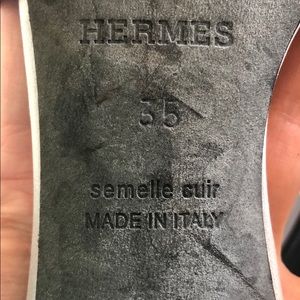 HERMES
35
semelle cuir
MADE IN ITALY